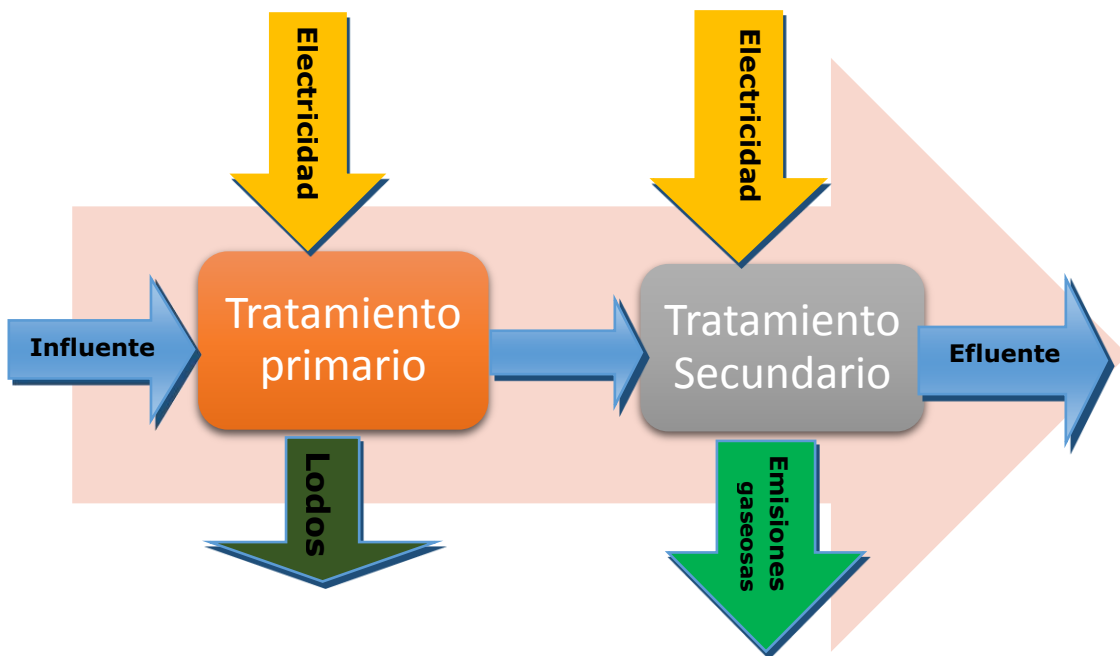 Electricidad
Electricidad
Influente
Tratamiento
primario
Tratamiento
Secundario
Efluente
Lodos
Emisiones
gaseosas